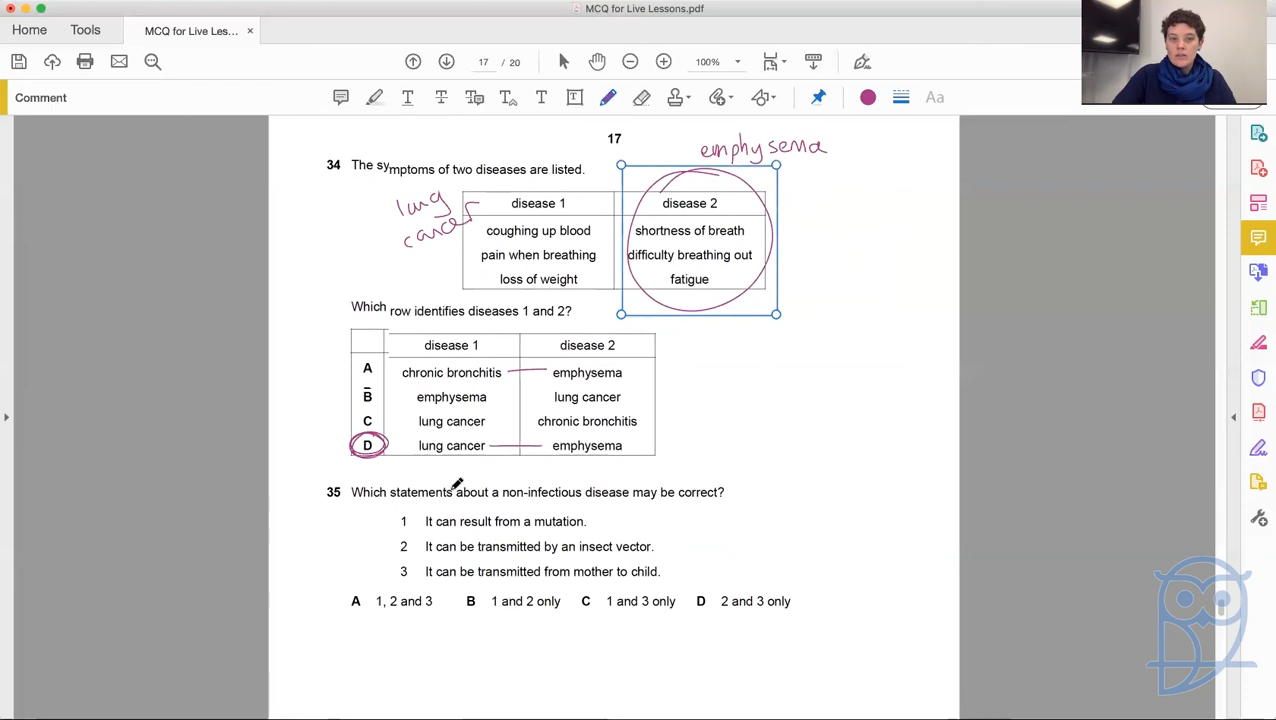 MCQ for Live Lessons.pdf
Home Tools MCQ for Live Les... ×
17 / 20 100%
Comment
Aa
17
emphysema
34 The symptoms of two diseases are listed.
lung
cancer
disease 1 disease 2
coughing up blood shortness of breath
pain when breathing difficulty breathing out
loss of weight fatigue
Which row identifies diseases 1 and 2?
disease 1 disease 2
A chronic bronchitis emphysema
B emphysema lung cancer
C lung cancer chronic bronchitis
D lung cancer emphysema
35 Which statements about a non-infectious disease may be correct?
1 It can result from a mutation.
2 It can be transmitted by an insect vector.
3 It can be transmitted from mother to child.
A 1, 2 and 3 B 1 and 2 only C 1 and 3 only D 2 and 3 only